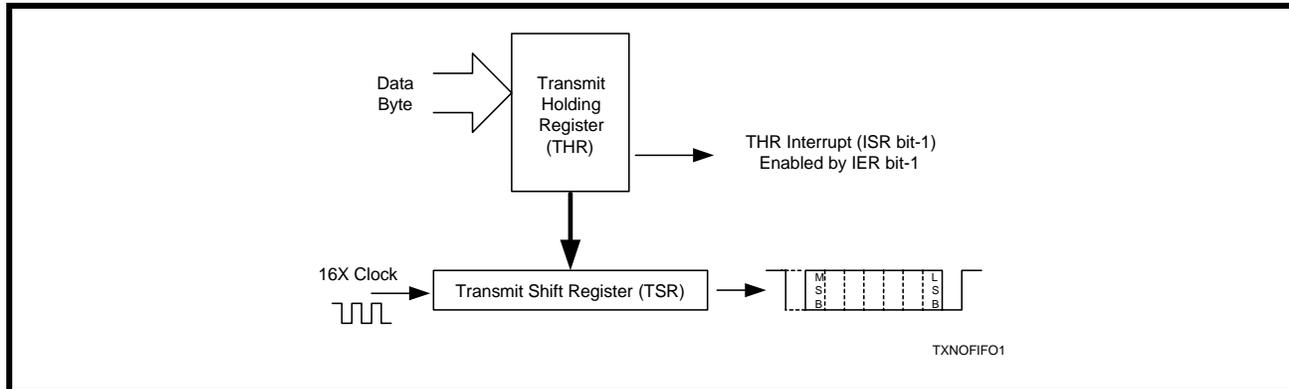 Data
Byte
Transmit
Holding
Register
(THR)
THR Interrupt (ISR bit-1)
Enabled by IER bit-1
16X Clock
Transmit Shift Register (TSR)
M
S
B
L
S
B
TXNOFIFO1